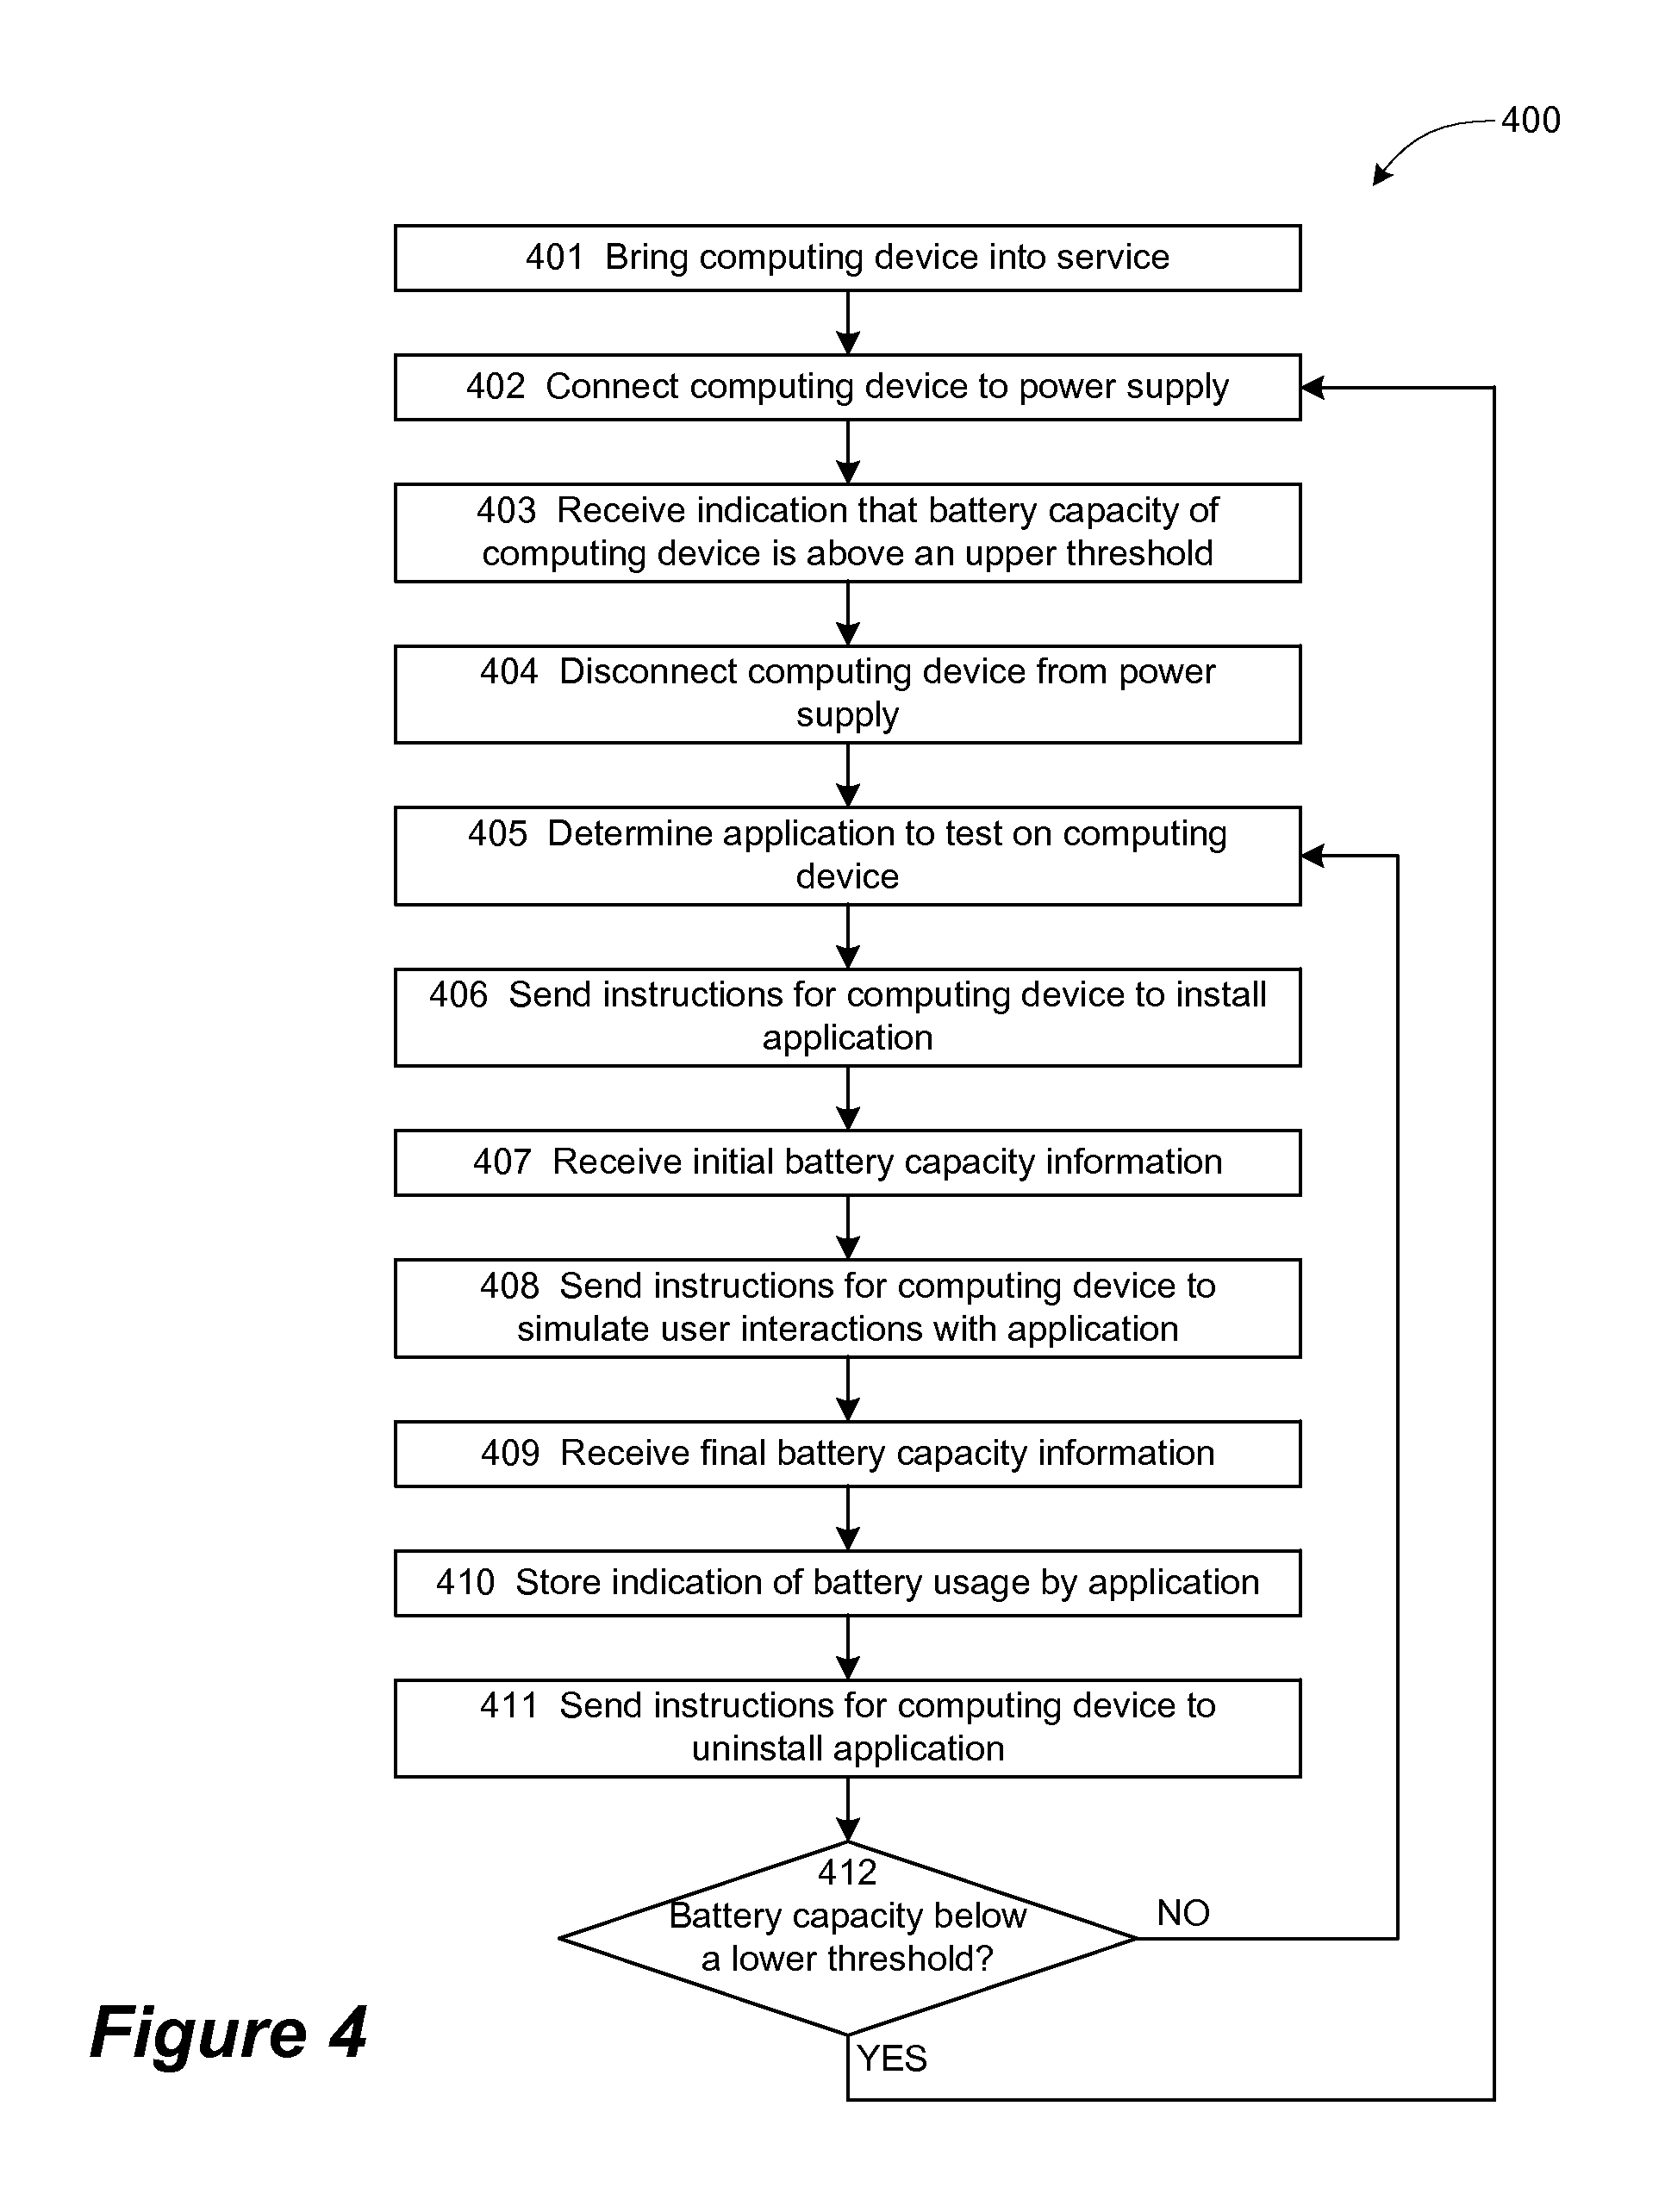 400
401 Bring computing device into service
402 Connect computing device to power supply
403 Receive indication that battery capacity of
computing device is above an upper threshold
404 Disconnect computing device from power
supply
405 Determine application to test on computing
device
406 Send instructions for computing device to install
application
407 Receive initial battery capacity information
408 Send instructions for computing device to
simulate user interactions with application
409 Receive final battery capacity information
410 Store indication of battery usage by application
411 Send instructions for computing device to
uninstall application
412
Battery capacity below
a lower threshold?
NO
YES
Figure 4